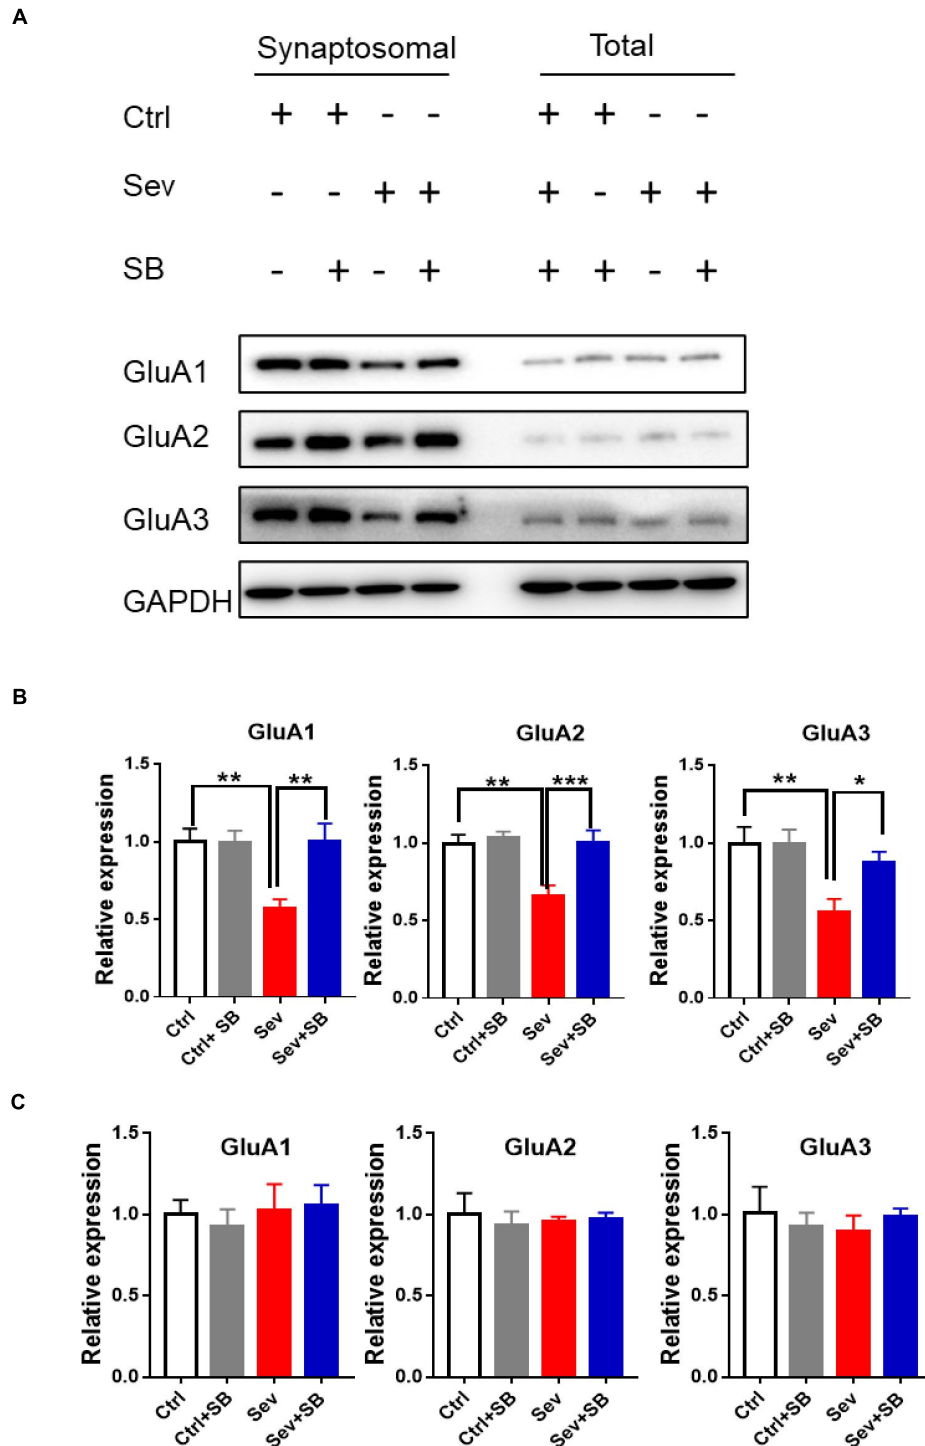 A
Synaptosomal Total
Ctrl + + - - + + - -
Sev - - + + + - + +
SB - + - + + + - +
GluA1
GluA2
GluA3
GAPDH
B
GluA1 GluA2 GluA3
Relative expression
1.5
1.0
0.5
0.0
** **
Ctrl Ctrl+ SB Sev Sev+SB
Relative expression
1.5
1.0
0.5
0.0
** ***
Ctrl Ctrl+SB Sev Sev+SB
Relative expression
1.5
1.0
0.5
0.0
** *
Ctrl Ctrl+SB Sev Sev+SB
C
GluA1 GluA2 GluA3
Relative expression
1.5
1.0
0.5
0.0
Ctrl Ctrl+SB Sev Sev+SB
Relative expression
1.5
1.0
0.5
0.0
Ctrl Ctrl+SB Sev Sev+SB
Relative expression
1.5
1.0
0.5
0.0
Ctrl Ctrl+SB Sev Sev+SB